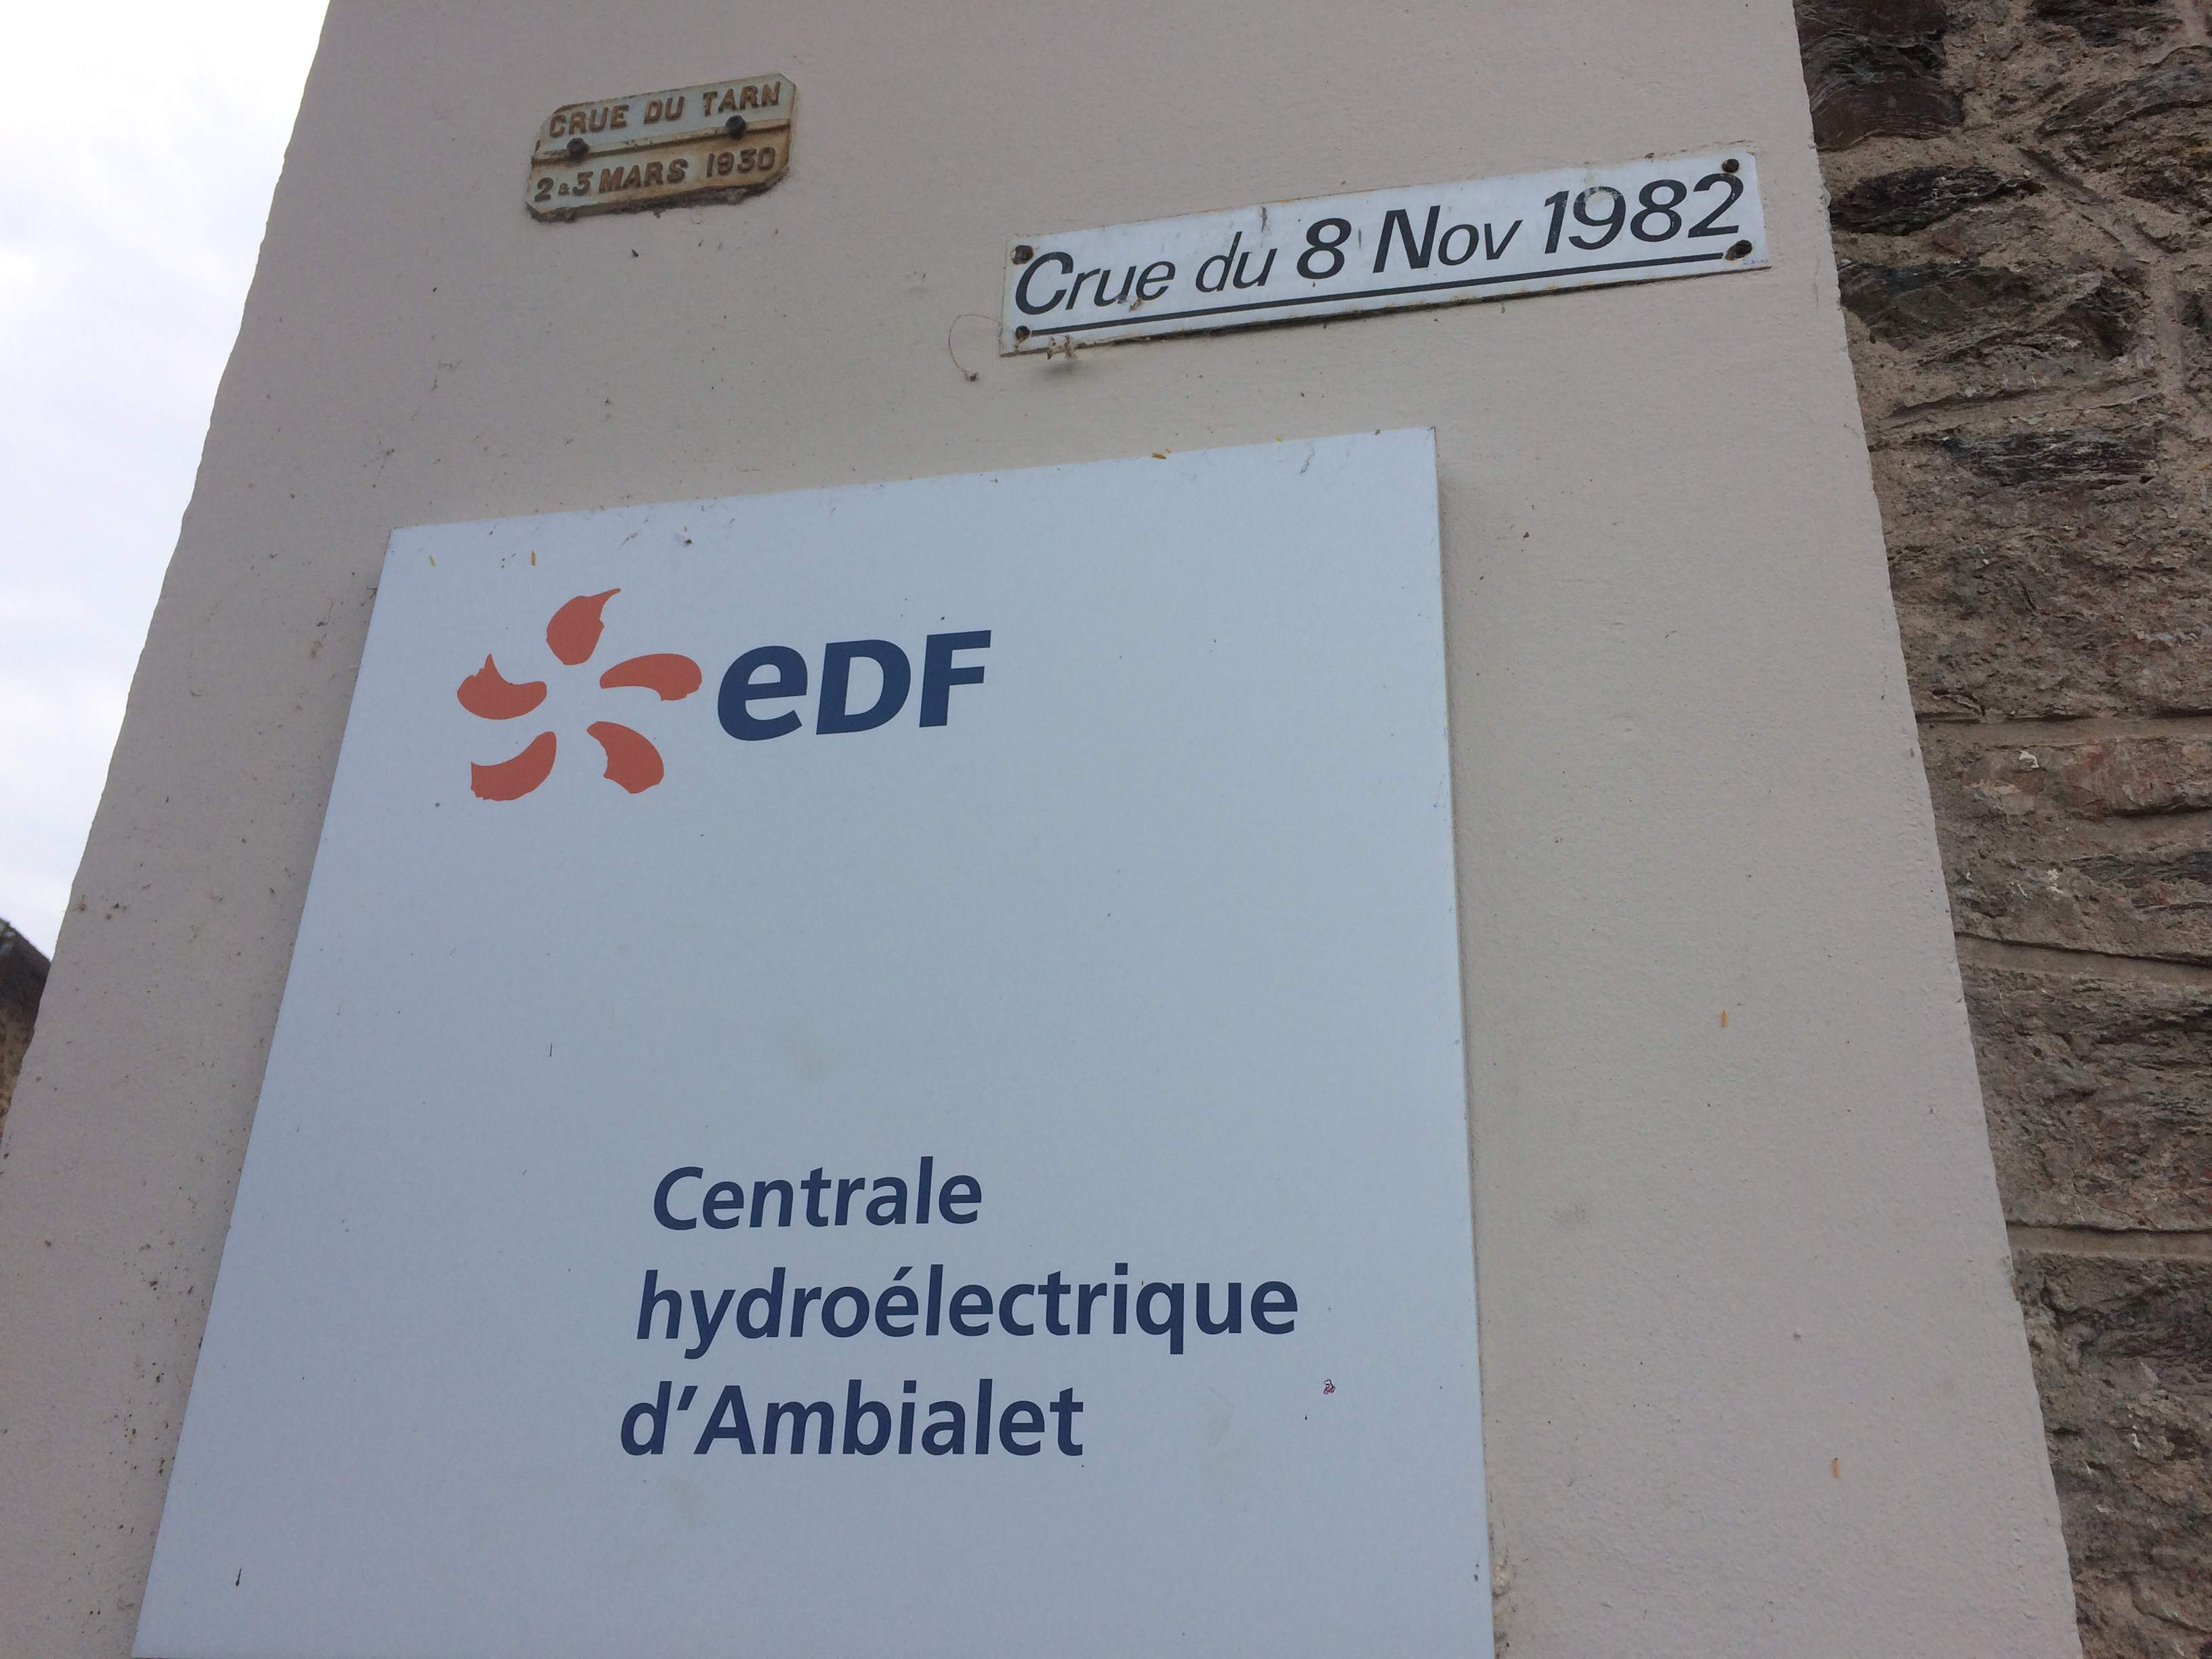 CRUE DU TARN
2 & 3 MARS 1930
Crue du 8 Nov 1982
eDF
Centrale
hydroélectrique
d'Ambialet